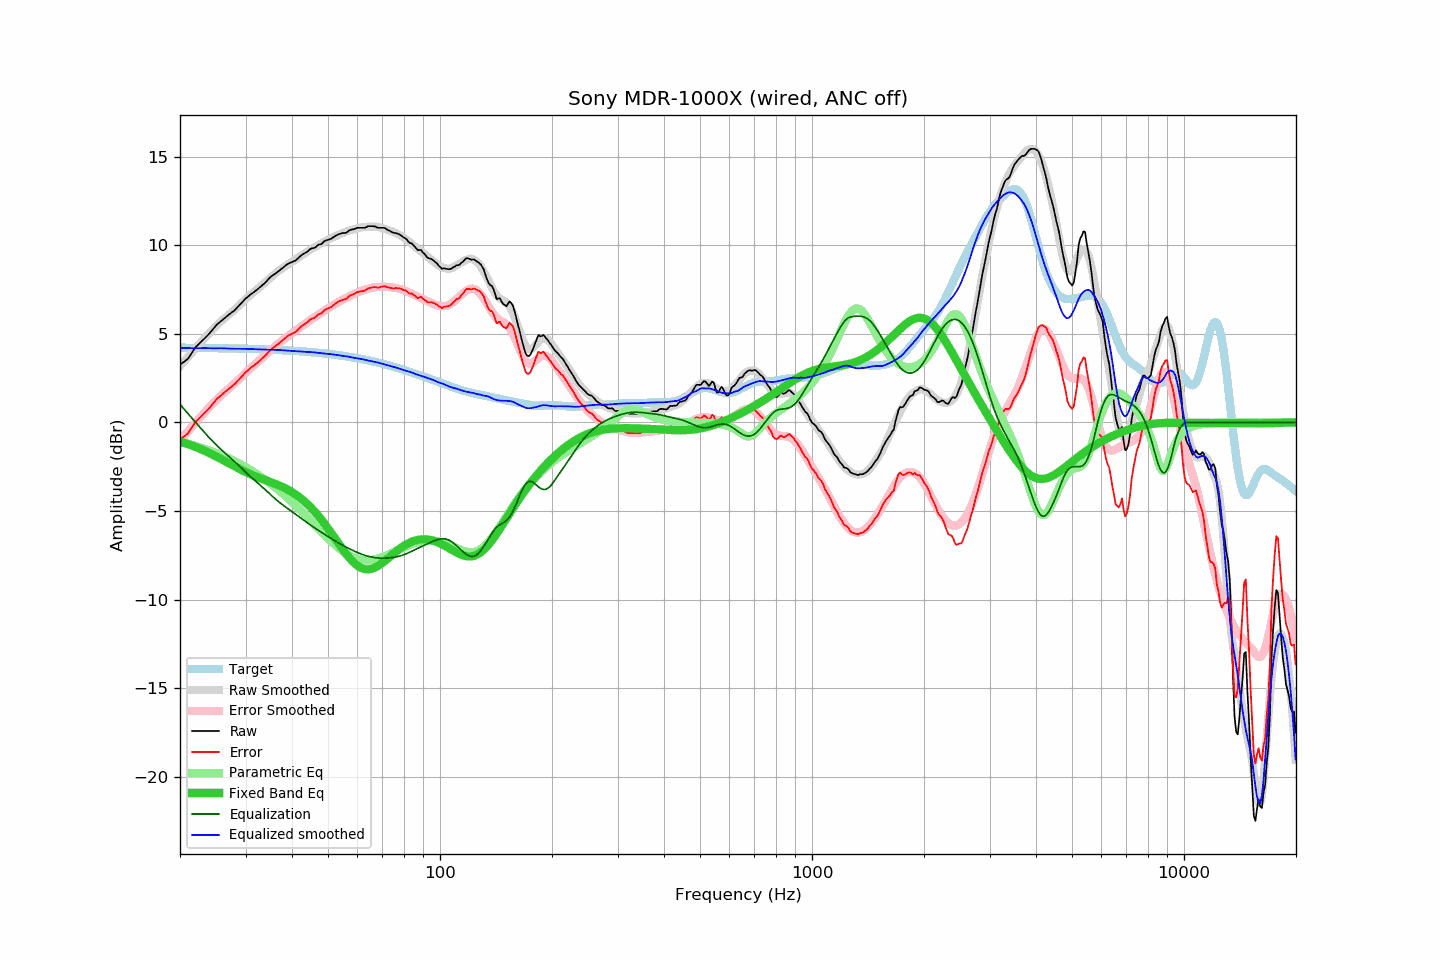 Sony MDR-1000X (wired, ANC off)
15
10
5
0
−5
−10
−15
−20
Amplitude (dBr)
Target
Raw Smoothed
Error Smoothed
Raw
Error
Parametric Eq
Fixed Band Eq
Equalization
Equalized smoothed
100 1000 10000
Frequency (Hz)